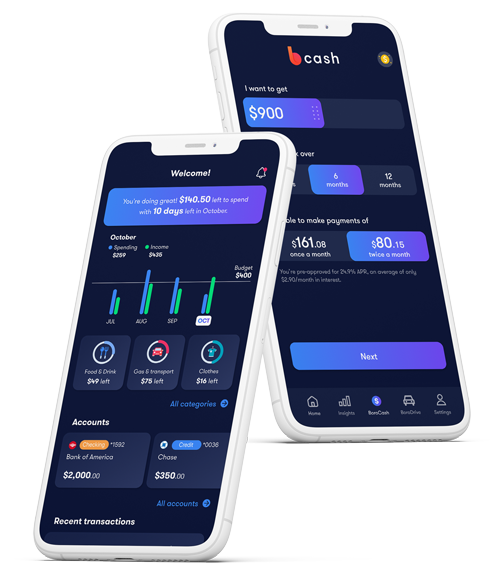 b cash
I want to get
$900
k over
6
months
12
months
ble to make payments of
$161.08
once a month
$80.15
twice a month
You're pre-approved for 24.9% APR, an average of only
$2.90/month in interest.
Next
Home
Insights
BoroCash
BoroDrive
Settings
Welcome!
You're doing great! $140.50 left to spend
with 10 days left in October.
October
Spending
$259
Income
$435
Budget
$400
JUL
AUG
SEP
OCT
Food & Drink
$49 left
Gas & transport
$75 left
Clothes
$16 left
All categories
Accounts
Checking *1592
Bank of America
$2,000.00
Credit *0036
Chase
$350.00
All accounts
Recent transactions